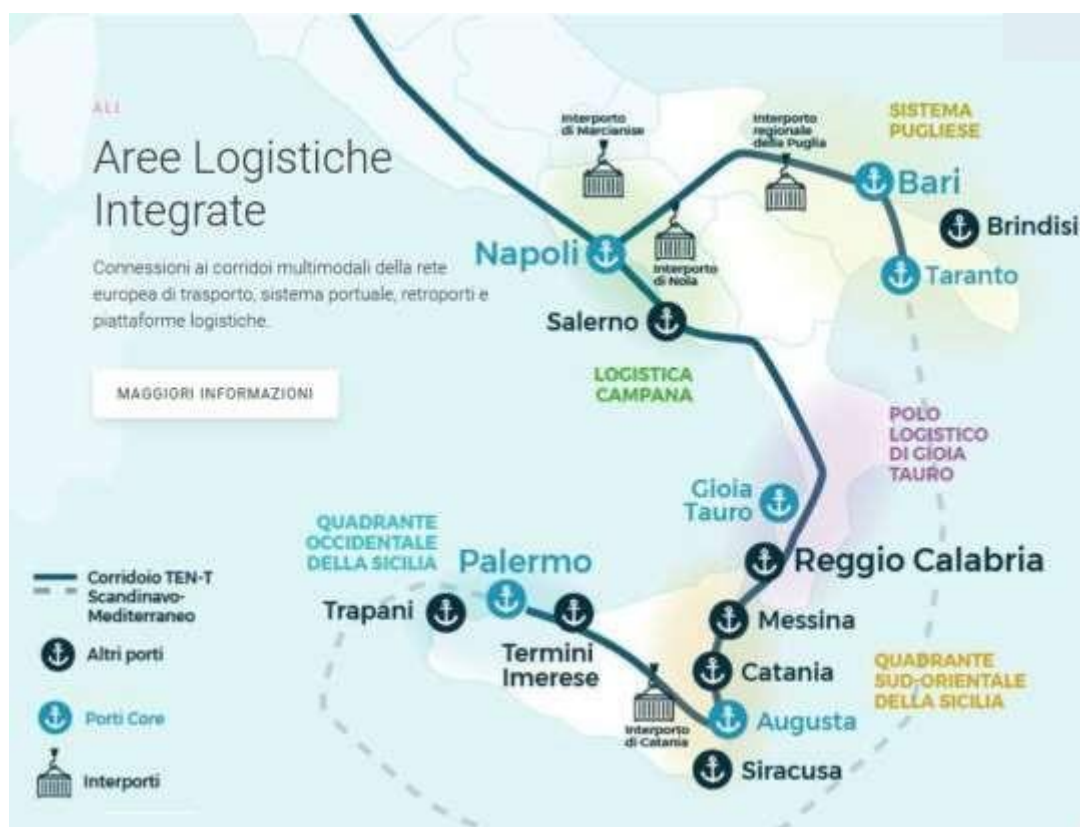 ALI
Aree Logistiche
Integrate
Connessioni ai corridoi multimodali della rete
europea di trasporto, sistema portuale, retroporti e
piattaforme logistiche.
MAGGIORI INFORMAZIONI
Interporto
di Marcianise
Interporto
regionale
della Puglia
SISTEMA
PUGLIESE
Bari
Brindisi
Napoli
Interporto
di Nola
Taranto
Salerno
LOGISTICA
CAMPANA
POLO
LOGISTICO
DI GIOIA
TAURO
Gioia
Tauro
QUADRANTE
OCCIDENTALE
DELLA SICILIA
Palermo
Reggio Calabria
Trapani
Messina
Termini
Imerese
Catania
QUADRANTE
SUD-ORIENTALE
DELLA SICILIA
Interporto
di Catania
Augusta
Siracusa
Corridoio TEN-T
Scandinavo-
Mediterraneo
Altri porti
Porti Core
Interporti